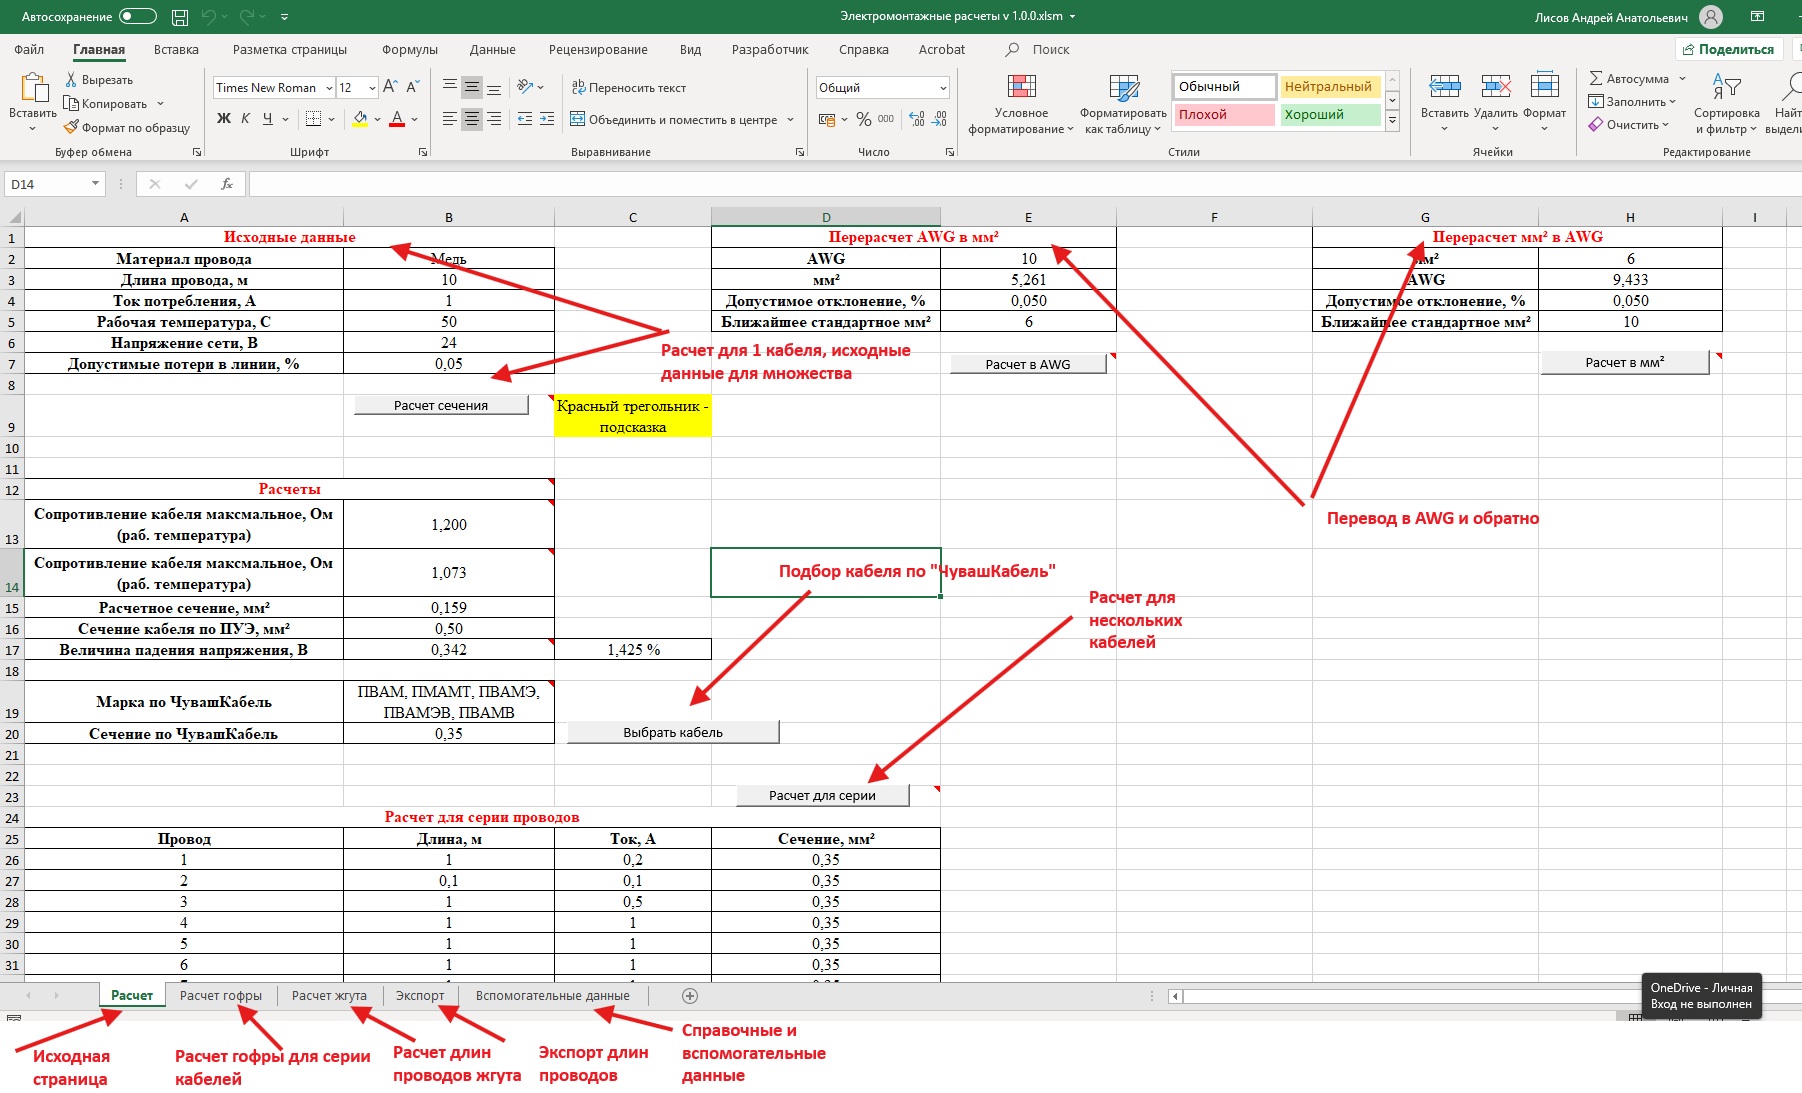 Автосохранение
Электромонтажные расчеты v 1.0.0.xlsm
Лисов Андрей Анатольевич
Файл Главная Вставка Разметка страницы Формулы Данные Рецензирование Вид Разработчик Справка Acrobat Поиск
Поделиться
Вставить
Вырезать
Копировать
Формат по образцу
Буфер обмена
Times New Roman 12
Ж К Ч
Шрифт
Переносить текст
Объединить и поместить в центре
Выравнивание
Общий
% 000
Число
Условное форматирование
Форматировать как таблицу
Обычный Нейтральный
Плохой Хороший
Стили
Вставить Удалить Формат
Ячейки
Автосумма
Заполнить
Очистить
Сортировка и фильтр
Редактирование
D14
fx
A B C D E F G H I
1 Исходные данные Перерасчет AWG в мм² Перерасчет мм² в AWG
2 Материал провода Медь AWG 10 мм² 6
3 Длина провода, м 10 мм² 5,261 AWG 9,433
4 Ток потребления, А 1 Допустимое отклонение, % 0,050 Допустимое отклонение, % 0,050
5 Рабочая температура, С 50 Ближайшее стандартное мм² 6 Ближайшее стандартное мм² 10
6 Напряжение сети, В 24
7 Допустимые потери в линии, % 0,05
Расчет в AWG
Расчет в мм²
Расчет для 1 кабеля, исходные
данные для множества
8
9 Расчет сечения
Красный трегольник -
подсказка
10
11
12 Расчеты
Перевод в AWG и обратно
13 Сопротивление кабеля максмальное, Ом
(раб. температура) 1,200
14 Сопротивление кабеля максмальное, Ом
(раб. температура) 1,073
Подбор кабеля по "ЧувашКабель"
Расчет для
нескольких
кабелей
15 Расчетное сечение, мм² 0,159
16 Сечение кабеля по ПУЭ, мм² 0,50
17 Величина падения напряжения, В 0,342 1,425 %
18
19 Марка по ЧувашКабель ПВАМ, ПМАМТ, ПВАМЭ,
ПВАМЭВ, ПВАМВ
20 Сечение по ЧувашКабель 0,35
Выбрать кабель
21
22
23 Расчет для серии
24 Расчет для серии проводов
25 Провод Длина, м Ток, А Сечение, мм²
26 1 1 0,2 0,35
27 2 0,1 0,1 0,35
28 3 1 0,5 0,35
29 4 1 1 0,35
30 5 1 1 0,35
31 6 1 1 0,35
Расчет Расчет гофры Расчет жгута Экспорт Вспомогательные данные
OneDrive - Личная
Вход не выполнен
Исходная
страница
Расчет гофры для серии
кабелей
Расчет длин
проводов жгута
Экспорт длин
проводов
Справочные и
вспомогательные
данные